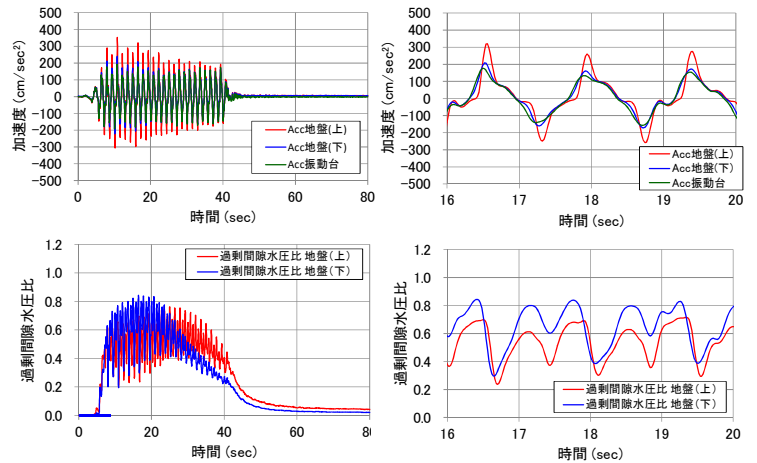 500
400
300
200
100
0
-100
-200
-300
-400
-500
加速度 (cm/sec²)
Acc地盤(上)
Acc地盤(下)
Acc振動台
0 20 40 60 80
時間 (sec)
500
400
300
200
100
0
-100
-200
-300
-400
-500
加速度 (cm/sec²)
Acc地盤(上)
Acc地盤(下)
Acc振動台
16 17 18 19 20
時間 (sec)
1.2
1.0
0.8
0.6
0.4
0.2
0.0
過剰間隙水圧比
過剰間隙水圧比 地盤(上)
過剰間隙水圧比 地盤(下)
0 20 40 60 80
時間 (sec)
1.2
1.0
0.8
0.6
0.4
0.2
0.0
過剰間隙水圧比
過剰間隙水圧比 地盤(上)
過剰間隙水圧比 地盤(下)
16 17 18 19 20
時間 (sec)